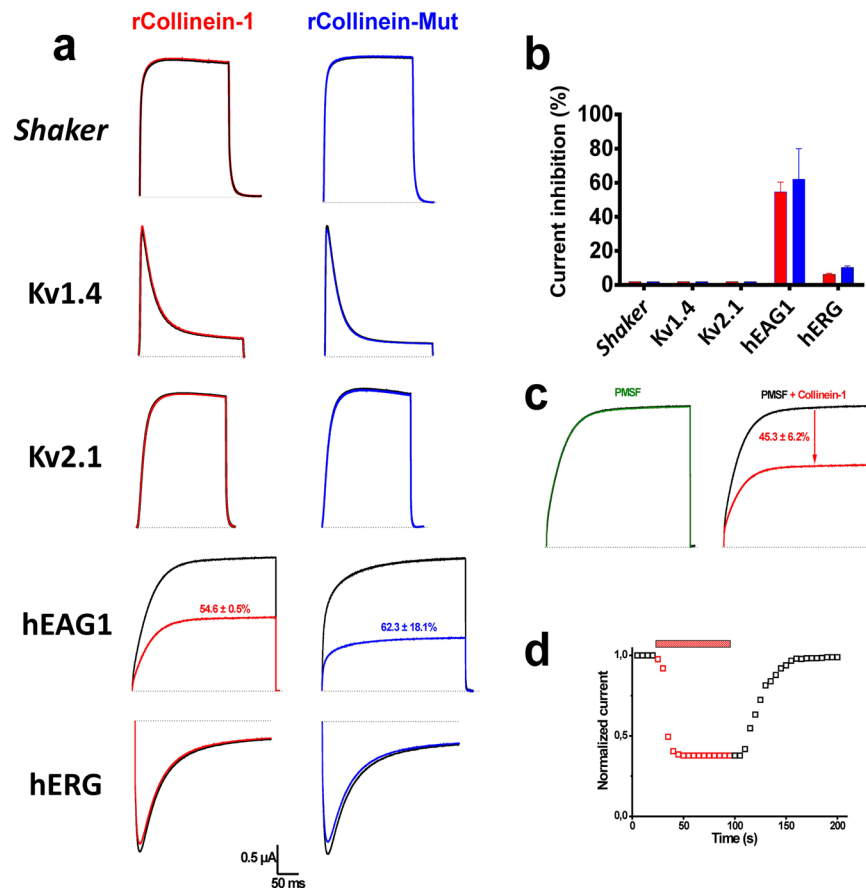 a
rCollinein-1
rCollinein-Mut
Shaker
Kv1.4
Kv2.1
hEAG1
54.6 ± 0.5%
62.3 ± 18.1%
hERG
0.5 µA
50 ms
b
Current inhibition (%)
100
80
60
40
20
0
Shaker
Kv1.4
Kv2.1
hEAG1
hERG
c
PMSF
PMSF + Collinein-1
45.3 ± 6.2%
d
Normalized current
1,0
0,5
0,0
0 50 100 150 200
Time (s)